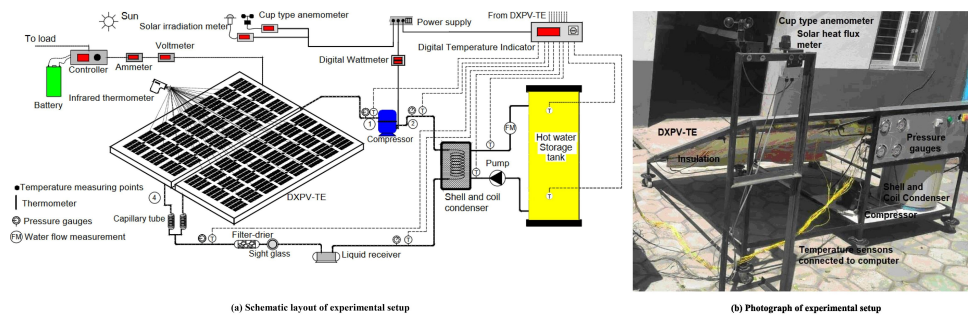 Sun
Solar irradiation meter
Cup type anemometer
Power supply
From DXPV-TE
Digital Temperature Indicator
To load
Voltmeter
Controller
Ammeter
Digital Wattmeter
Battery
Infrared thermometer
T
T
1
2
Compressor
T
T
FM
Hot water
Storage
tank
Pump
T
Shell and coil
condenser
DXPV-TE
Temperature measuring points
Thermometer
Pressure gauges
FM Water flow measurement
4
Capillary tube
T
Filter-drier
Sight glass
Liquid receiver
T
(a) Schematic layout of experimental setup
Cup type anemometer
Solar heat flux
meter
DXPV-TE
Insulation
Pressure
gauges
Shell and
Coil Condenser
Compressor
Temperature sensons
connected to computer
(b) Photograph of experimental setup